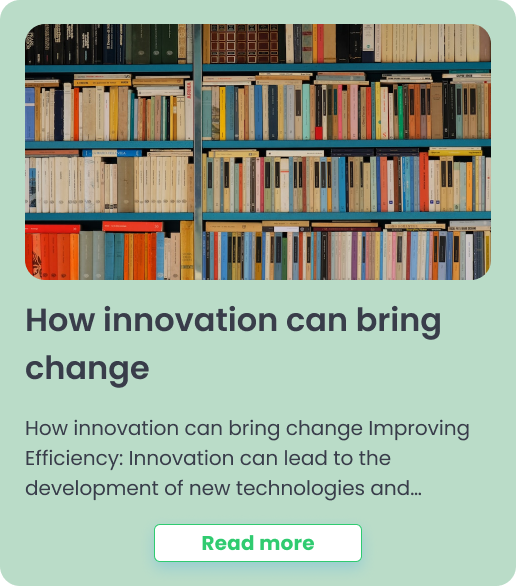 How innovation can bring
change
How innovation can bring change Improving
Efficiency: Innovation can lead to the
development of new technologies and...
Read more